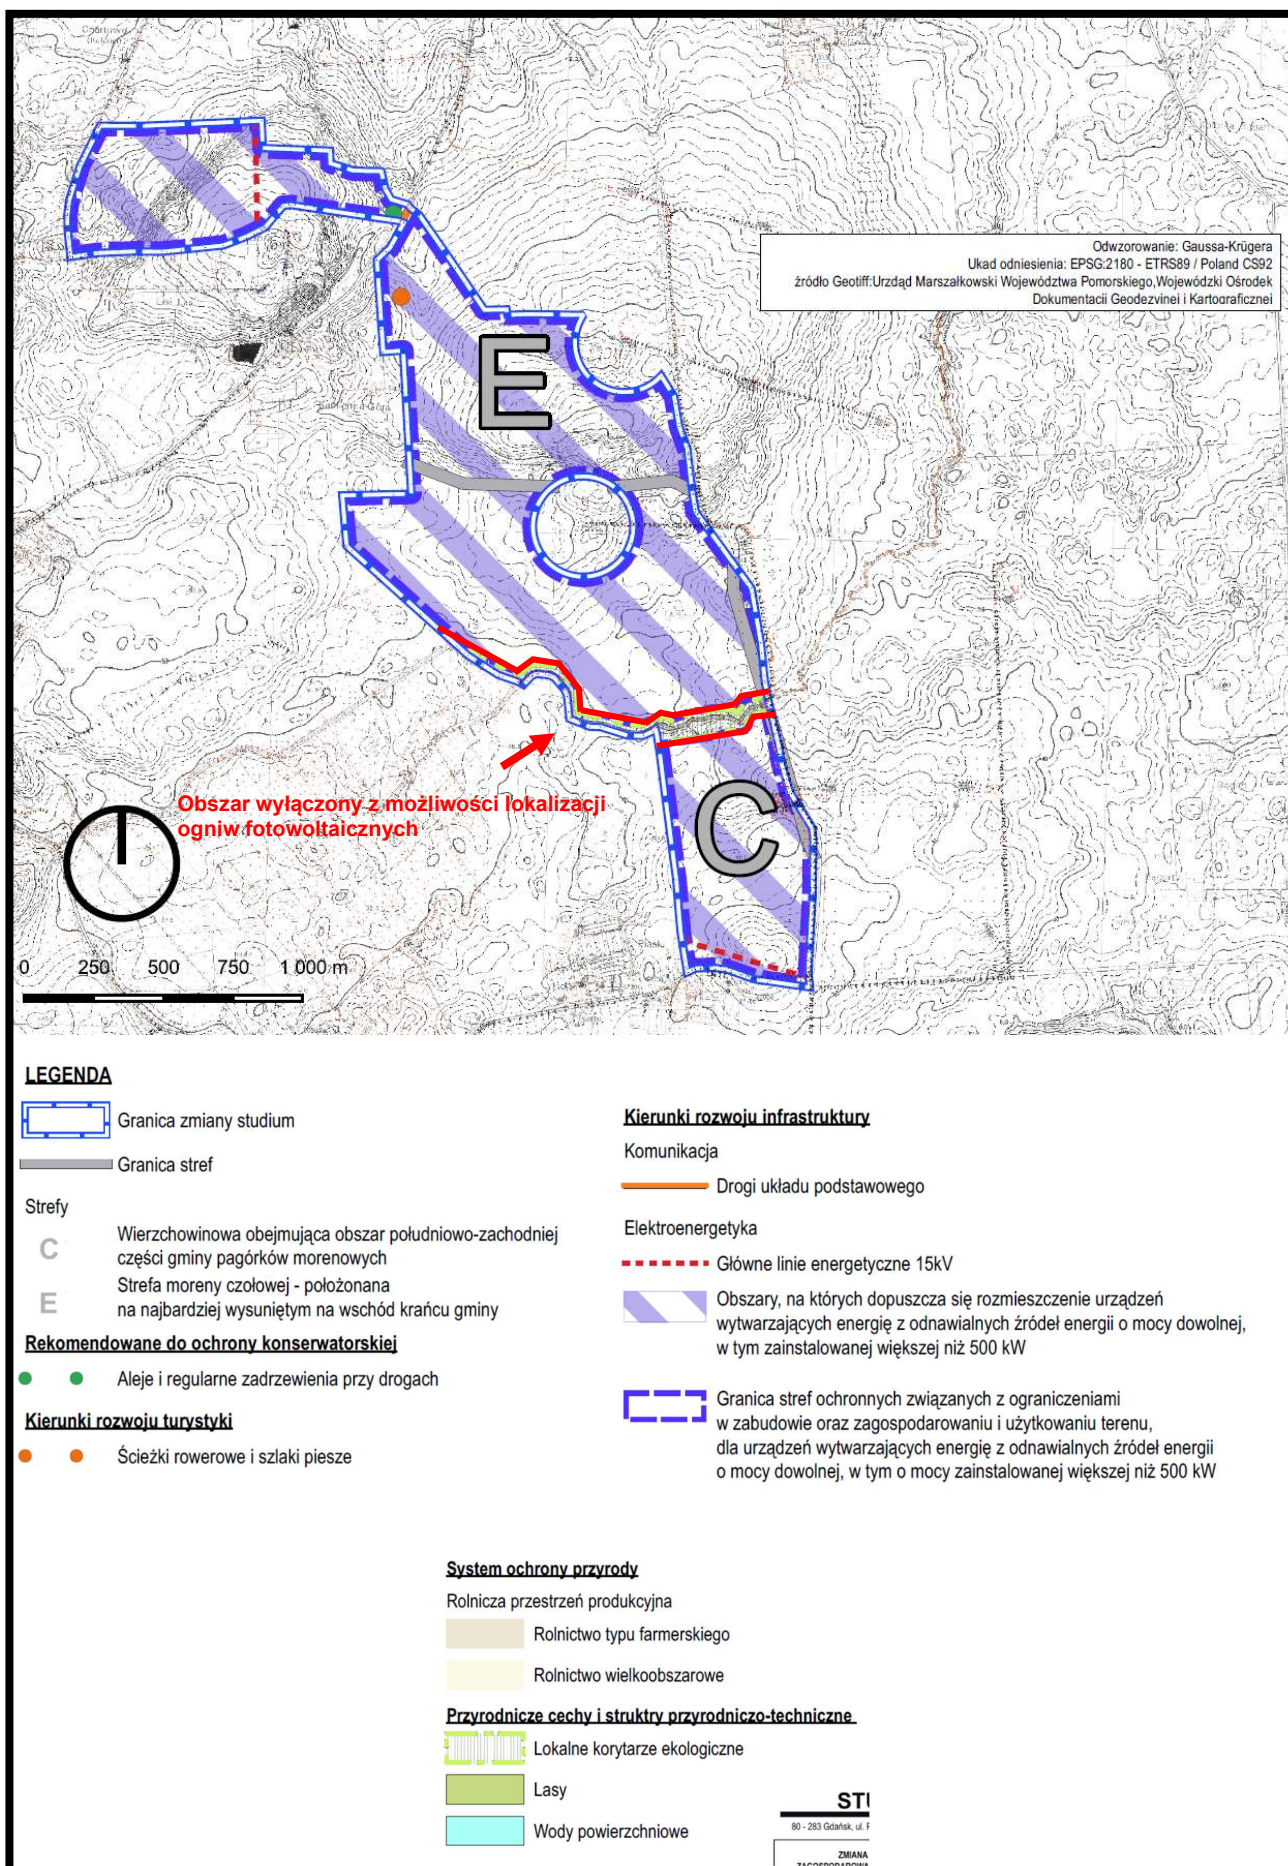 Odwzorowanie: Gaussa-Krügera
Ukad odniesienia: EPSG:2180 - ETRS89 / Poland CS92
źródło Geotiff:Urzdąd Marszałkowski Województwa Pomorskiego,Wojewódzki Ośrodek
Dokumentacii Geodezvinei i Kartoaraficznei
E
C
Obszar wyłączony z możliwości lokalizacji
ogniw fotowoltaicznych
0 250 500 750 1 000 m
LEGENDA
Granica zmiany studium
Granica stref
Strefy
C
Wierzchowinowa obejmująca obszar południowo-zachodniej
części gminy pagórków morenowych
E
Strefa moreny czołowej - położonana
na najbardziej wysuniętym na wschód krańcu gminy
Rekomendowane do ochrony konserwatorskiej
Aleje i regularne zadrzewienia przy drogach
Kierunki rozwoju turystyki
Ścieżki rowerowe i szlaki piesze
Kierunki rozwoju infrastruktury
Komunikacja
Drogi układu podstawowego
Elektroenergetyka
Główne linie energetyczne 15kV
Obszary, na których dopuszcza się rozmieszczenie urządzeń
wytwarzających energię z odnawialnych źródeł energii o mocy dowolnej,
w tym zainstalowanej większej niż 500 kW
Granica stref ochronnych związanych z ograniczeniami
w zabudowie oraz zagospodarowaniu i użytkowaniu terenu,
dla urządzeń wytwarzających energię z odnawialnych źródeł energii
o mocy dowolnej, w tym o mocy zainstalowanej większej niż 500 kW
System ochrony przyrody
Rolnicza przestrzeń produkcyjna
Rolnictwo typu farmerskiego
Rolnictwo wielkoobszarowe
Przyrodnicze cechy i struktry przyrodniczo-techniczne
Lokalne korytarze ekologiczne
Lasy
Wody powierzchniowe
80 - 283 Gdańsk, ul.
ZMIANA